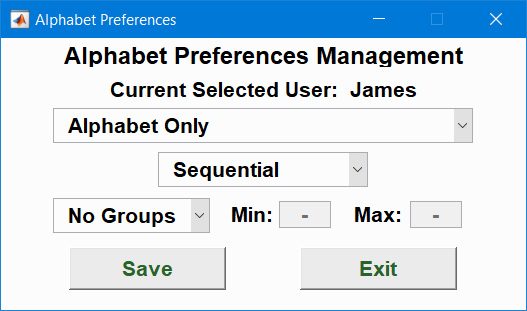 Alphabet Preferences
Alphabet Preferences Management
Current Selected User: James
Alphabet Only
Sequential
No Groups Min: - Max: -
Save Exit